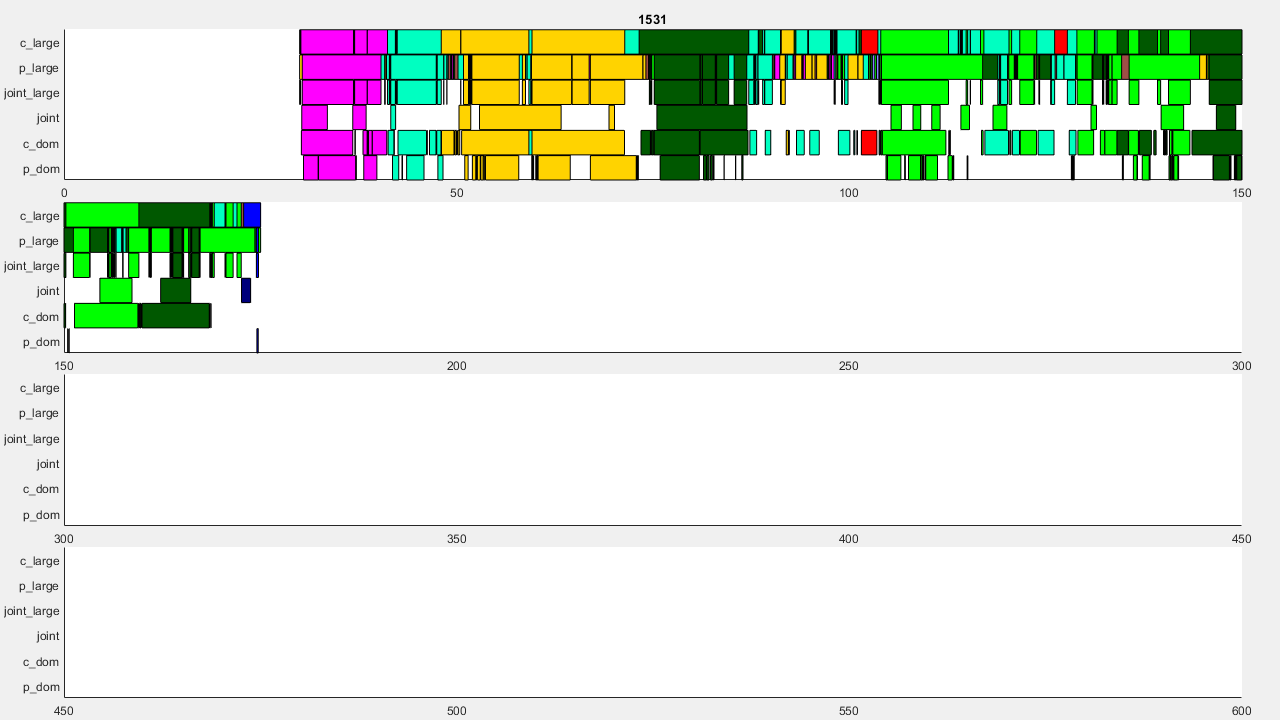 1531
c_large
p_large
joint_large
joint
c_dom
p_dom
0 50 100 150
c_large
p_large
joint_large
joint
c_dom
p_dom
150 200 250 300
c_large
p_large
joint_large
joint
c_dom
p_dom
300 350 400 450
c_large
p_large
joint_large
joint
c_dom
p_dom
450 500 550 600